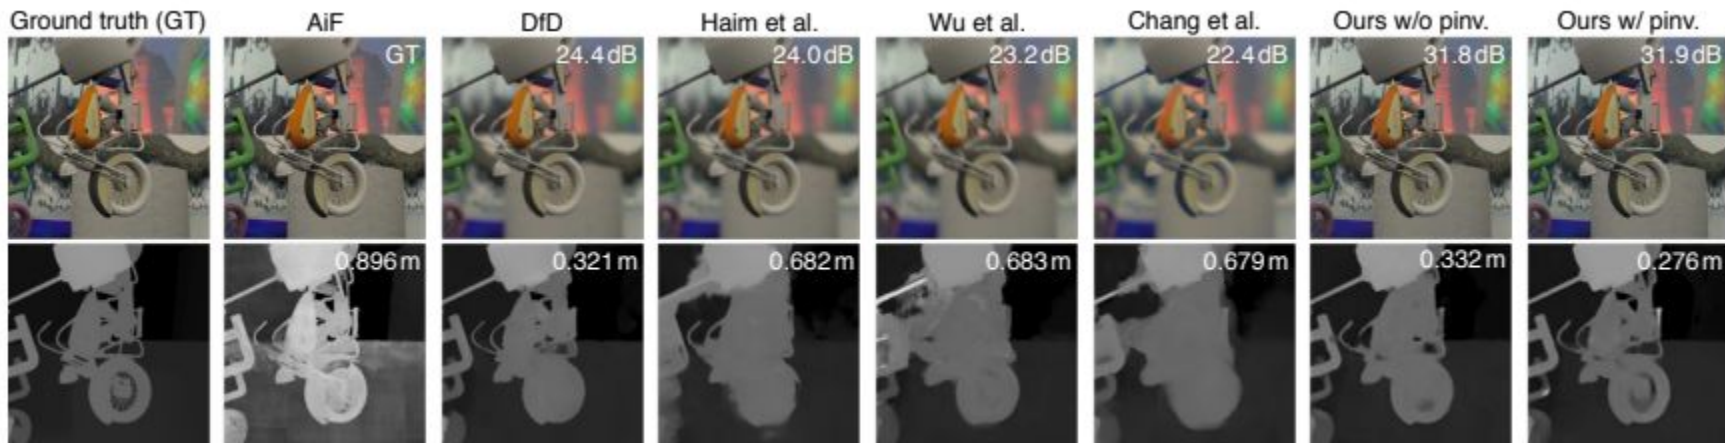 Ground truth (GT) AiF DfD Haim et al. Wu et al. Chang et al. Ours w/o pinv. Ours w/ pinv.
GT 24.4 dB 24.0 dB 23.2 dB 22.4 dB 31.8 dB 31.9 dB
0.896 m 0.321 m 0.682 m 0.683 m 0.679 m 0.332 m 0.276 m